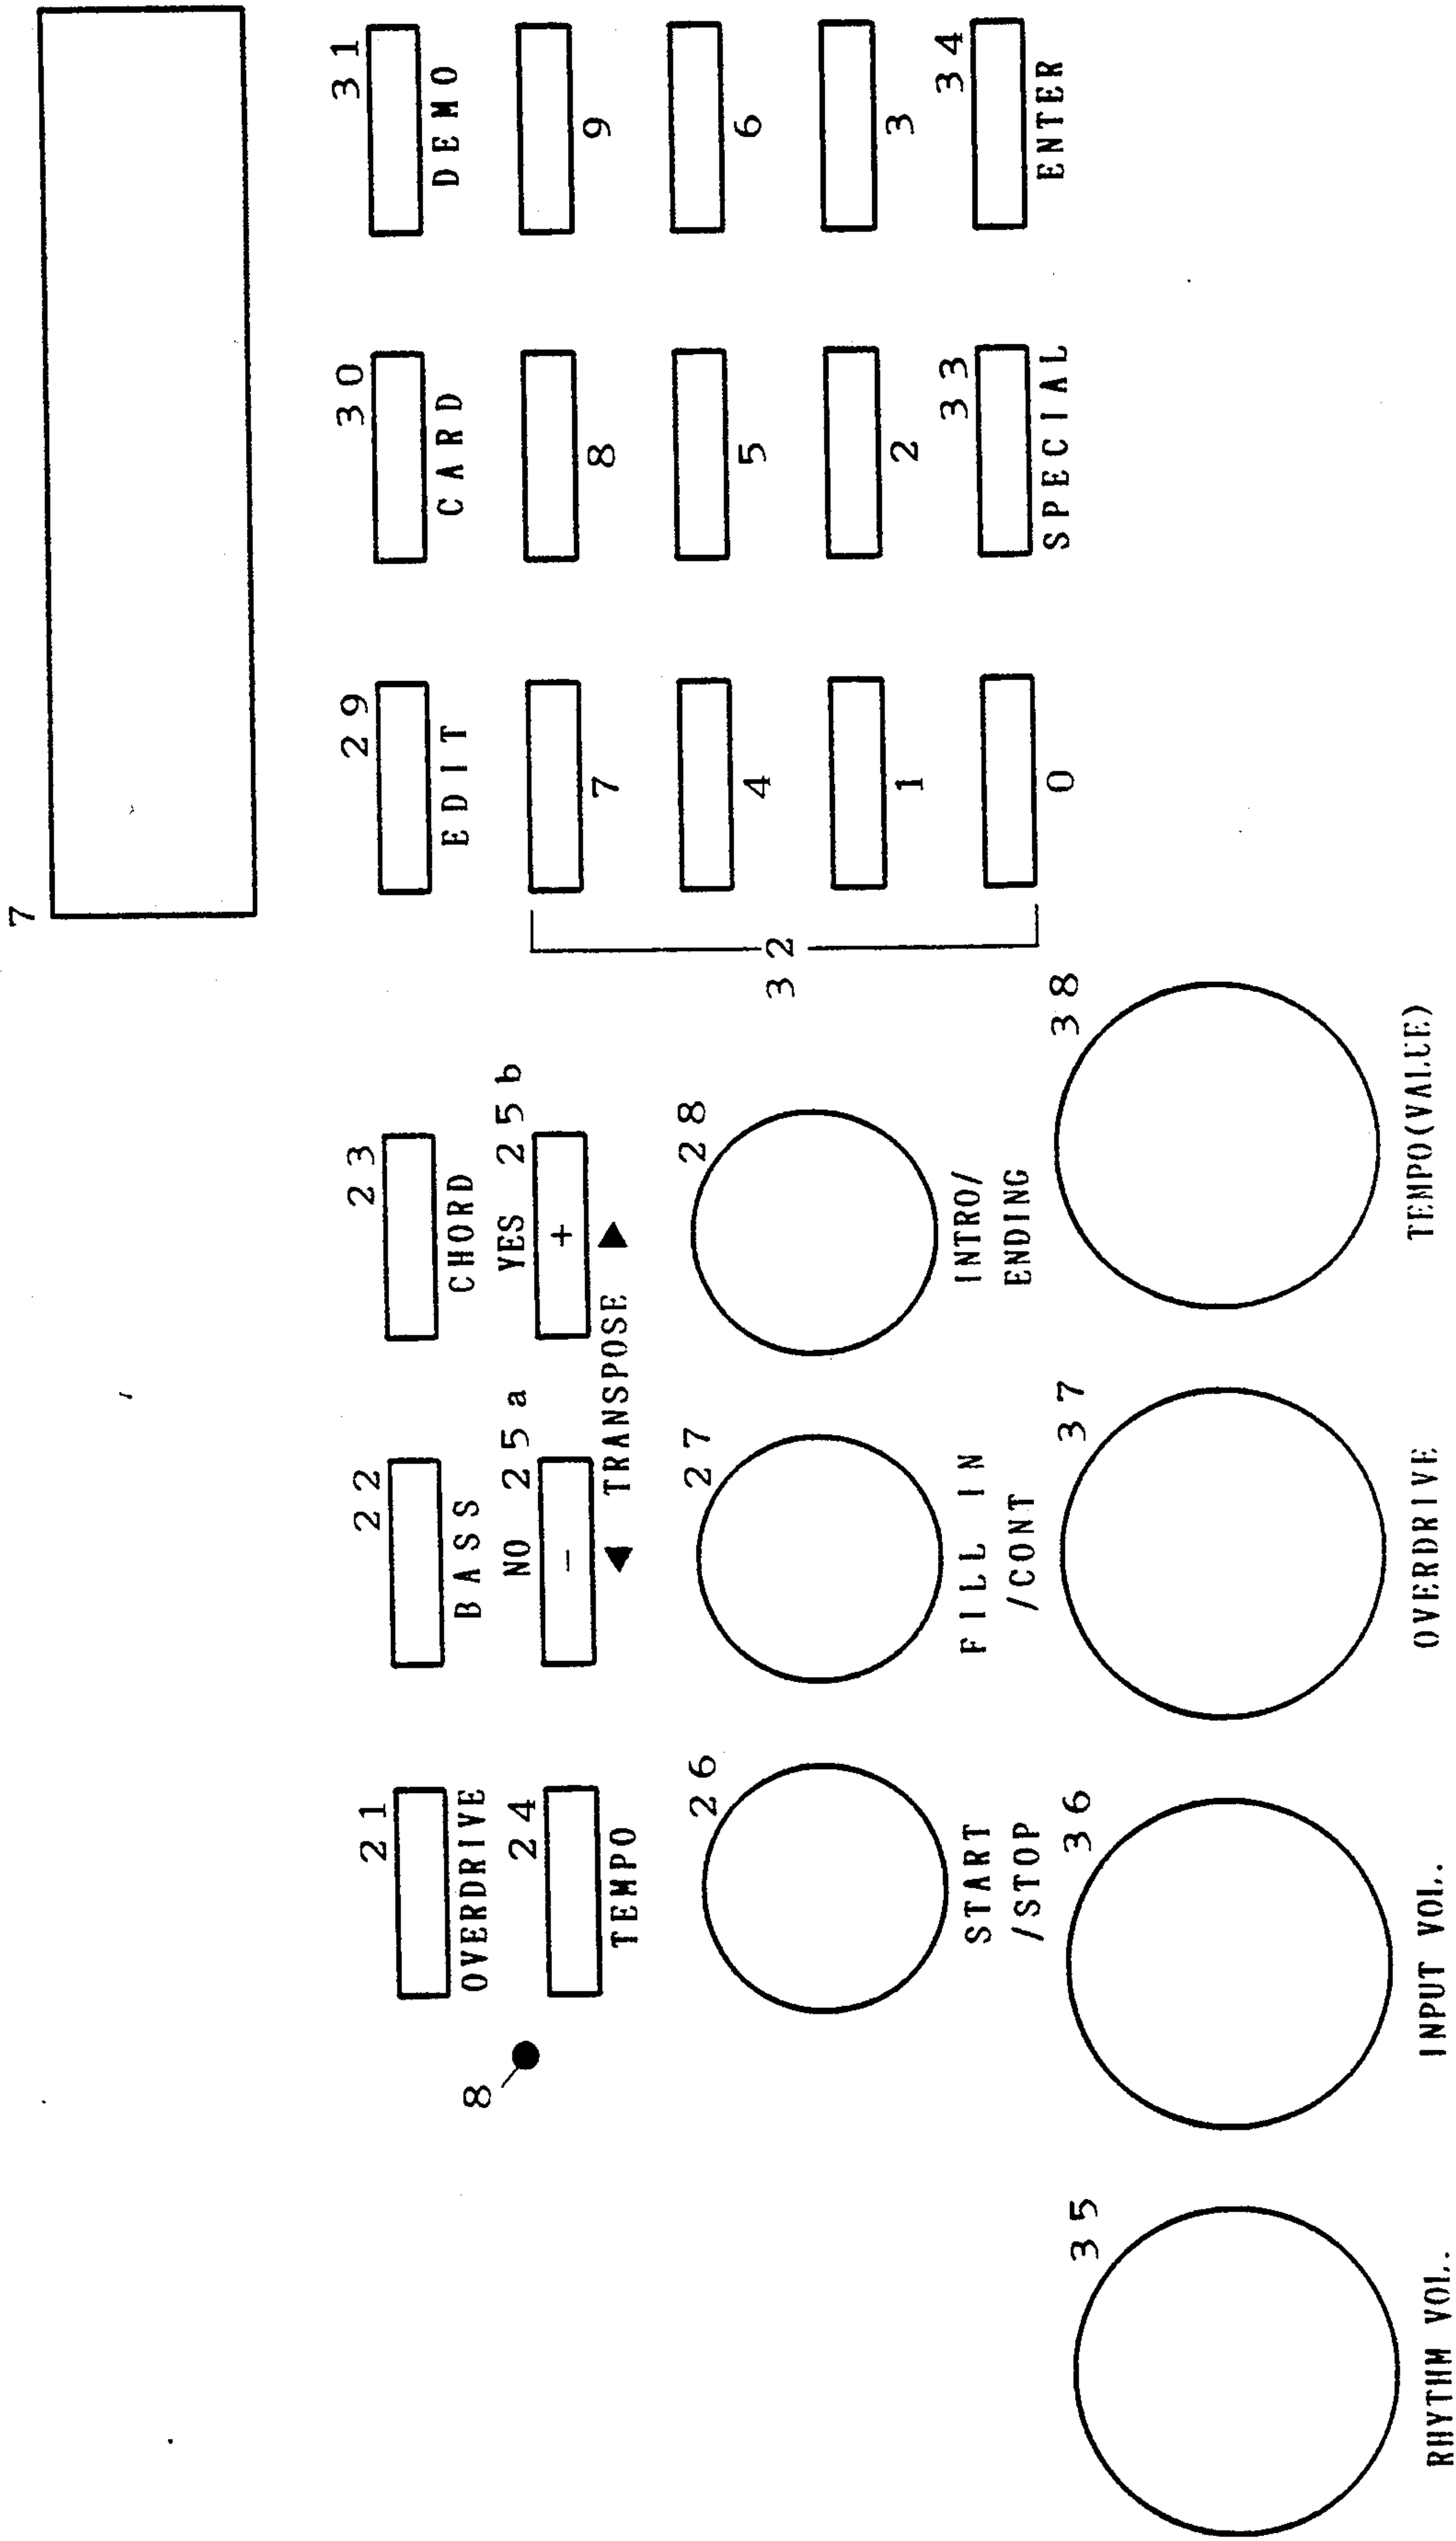 7
21 22 23 29 30 31
OVERDRIVE BASS CHORD EDIT CARD DEMO
8
24 NO 25a YES 25b
− +
TEMPO ◀ TRANSPOSE ▶ 7 8 9
26 27 28 4 5 6
32
START /STOP FILL IN /CONT INTRO/ ENDING 1 2 3
33 34
0 SPECIAL ENTER
35 36 37 38
RHYTHM VOL. INPUT VOL. OVERDRIVE TEMPO(VALUE)